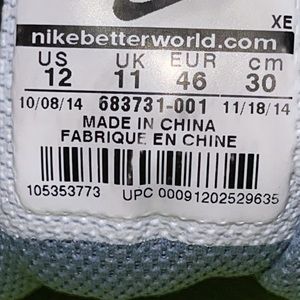 XE
nikebetterworld.com
US UK EUR cm
12 11 46 30
10/08/14 683731-001 11/18/14
MADE IN CHINA
FABRIQUE EN CHINE
105353773 UPC 00091202529635